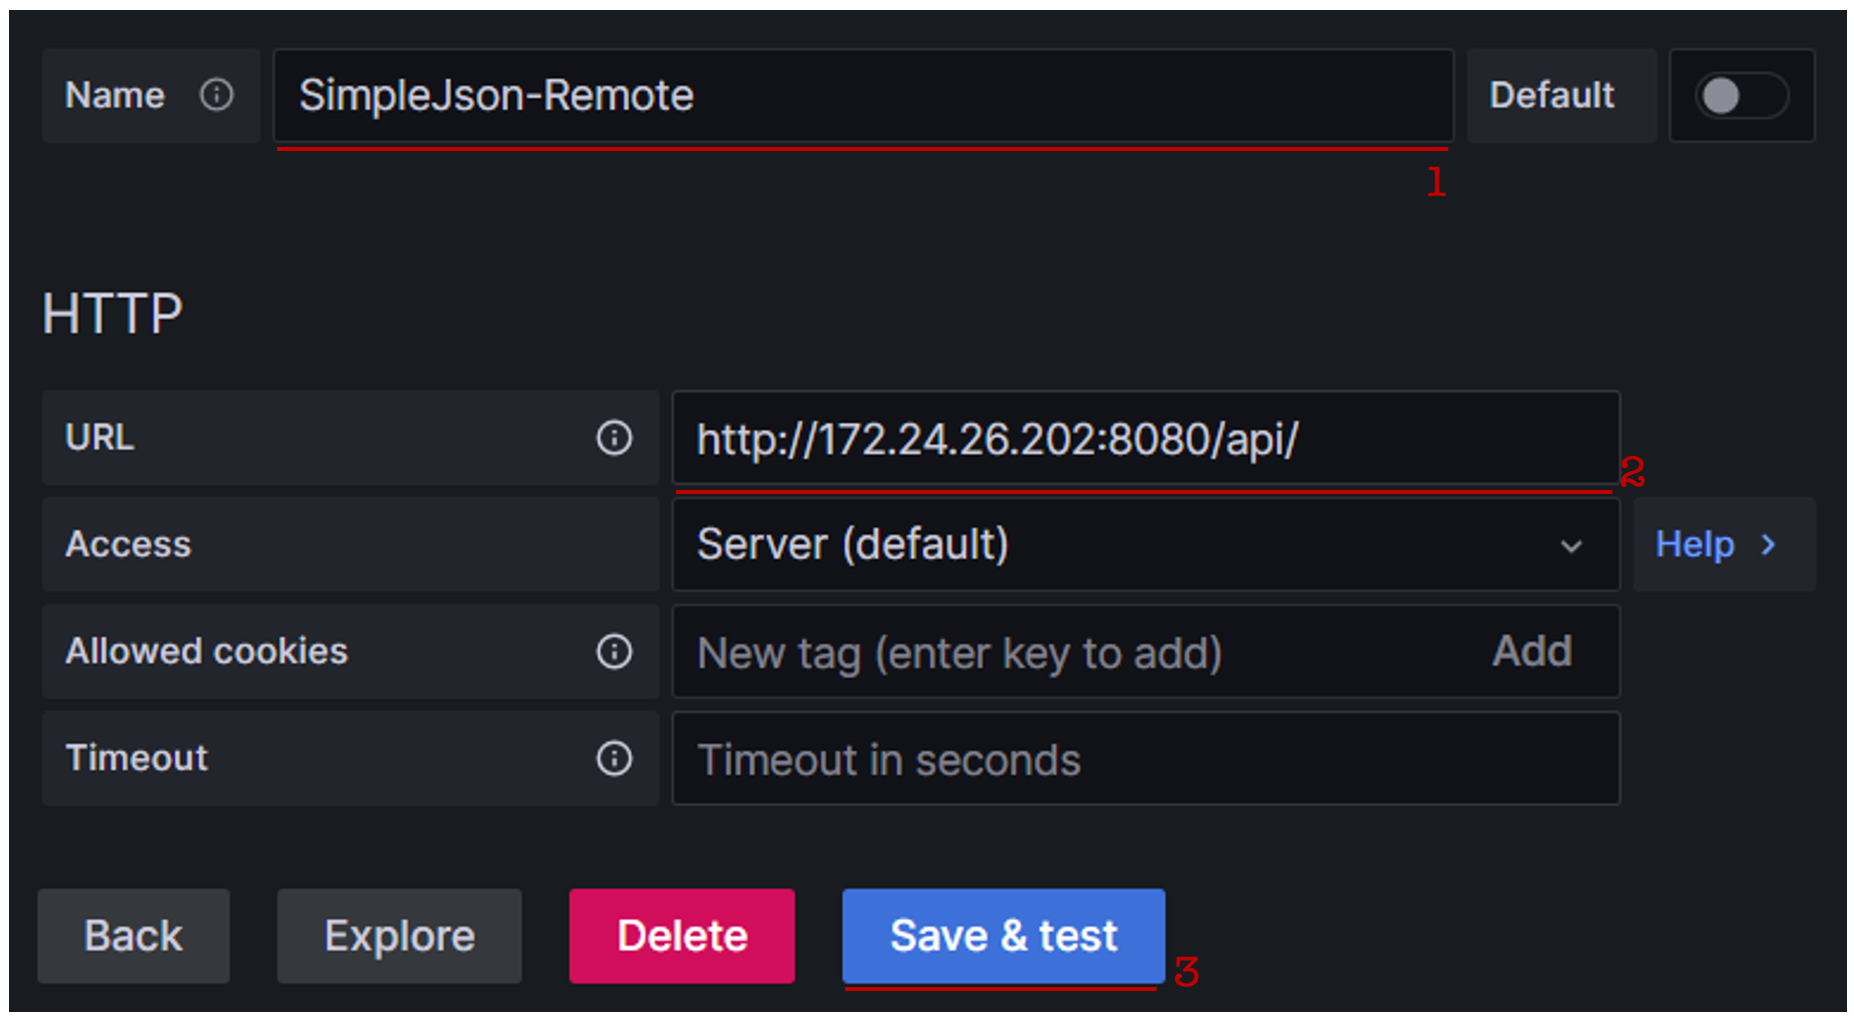 Name SimpleJson-Remote Default
1
HTTP
URL http://172.24.26.202:8080/api/
2
Access Server (default) Help >
Allowed cookies New tag (enter key to add) Add
Timeout Timeout in seconds
Back Explore Delete Save & test
3